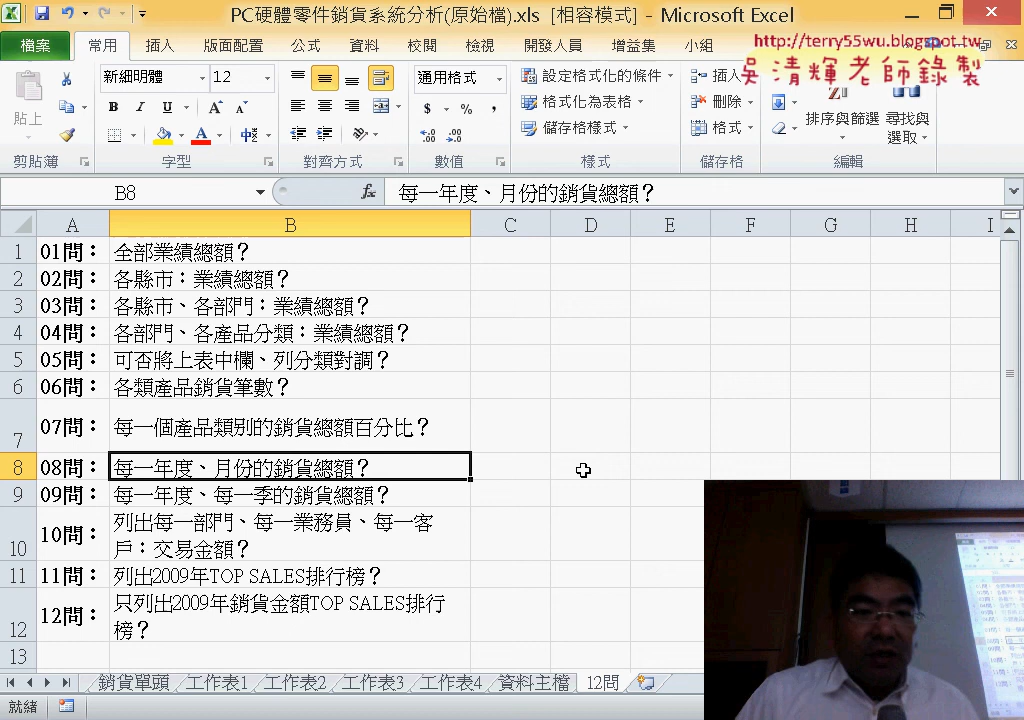 PC硬體零件銷貨系統分析(原始檔).xls [相容模式] - Microsoft Excel
http://terry55wu.blogspot.tw
吳清輝老師錄製
檔案 常用 插入 版面配置 公式 資料 校閱 檢視 開發人員 增益集 小組
貼上
新細明體 12
B I U
通用格式
$ % ,
設定格式化的條件
格式化為表格
儲存格樣式
插入
刪除
格式
排序與篩選 尋找與
選取
剪貼簿 字型 對齊方式 數值 樣式 儲存格 編輯
B8 fx 每一年度、月份的銷貨總額?
A B C D E F G H I
1 01問: 全部業績總額?
2 02問: 各縣市:業績總額?
3 03問: 各縣市、各部門:業績總額?
4 04問: 各部門、各產品分類:業績總額?
5 05問: 可否將上表中欄、列分類對調?
6 06問: 各類產品銷貨筆數?
7 07問: 每一個產品類別的銷貨總額百分比?
8 08問: 每一年度、月份的銷貨總額?
9 09問: 每一年度、每一季的銷貨總額?
10 10問: 列出每一部門、每一業務員、每一客
戶:交易金額?
11 11問: 列出2009年TOP SALES排行榜?
12 12問: 只列出2009年銷貨金額TOP SALES排行
榜?
13
銷貨單頭 工作表1 工作表2 工作表3 工作表4 資料主檔 12問
就緒